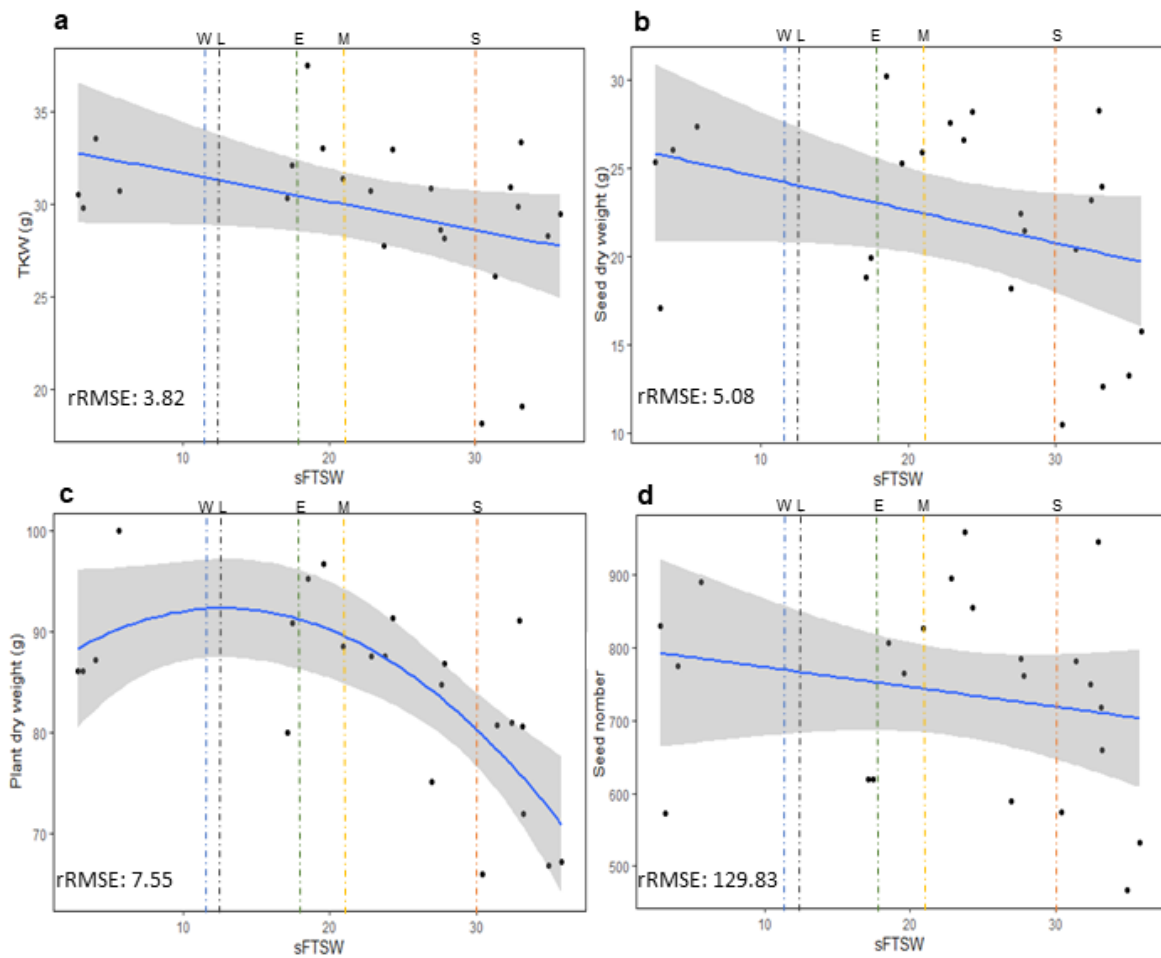 a
W L E M S
35
30
25
20
TKW (g)
rRMSE: 3.82
10 20 30
sFTSW
b
W L E M S
30
25
20
15
10
Seed dry weight (g)
rRMSE: 5.08
10 20 30
sFTSW
c
W L E M S
100
90
80
70
Plant dry weight (g)
rRMSE: 7.55
10 20 30
sFTSW
d
W L E M S
900
800
700
600
500
Seed nomber
rRMSE: 129.83
10 20 30
sFTSW